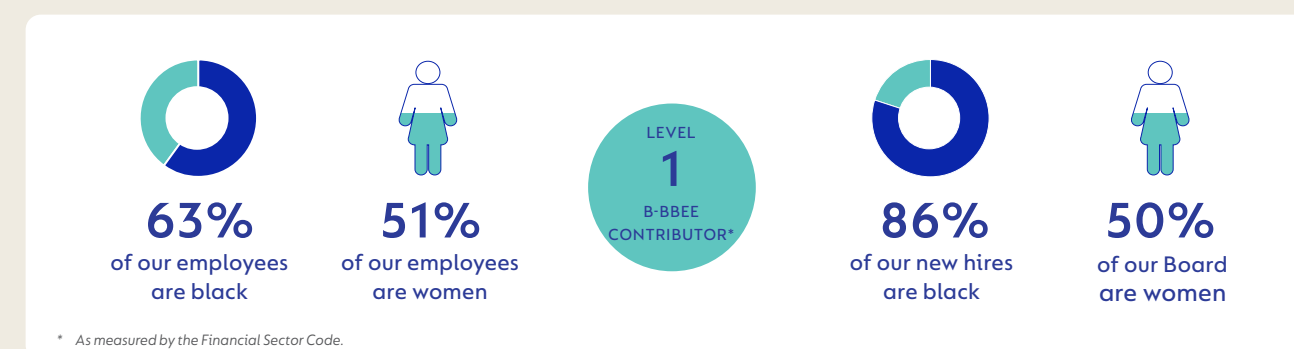 63%
of our employees
are black
51%
of our employees
are women
LEVEL
1
B-BBEE
CONTRIBUTOR*
86%
of our new hires
are black
50%
of our Board
are women
* As measured by the Financial Sector Code.